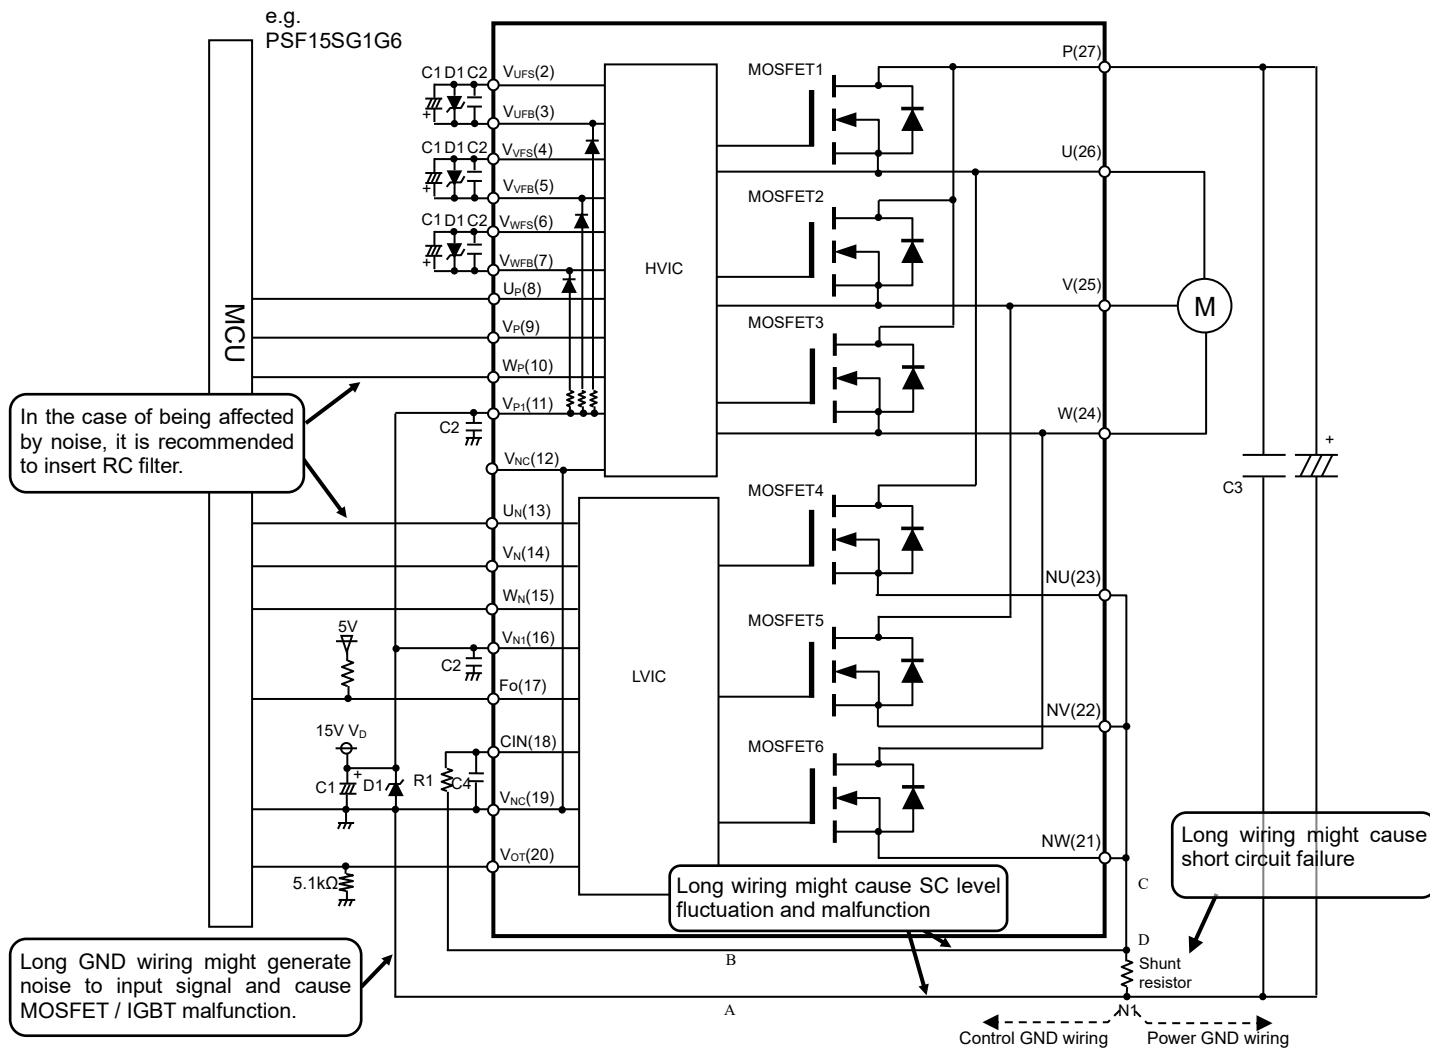 e.g.
PSF15SG1G6
MCU
C1 D1 C2
+
VUFS(2)
VUFB(3)
C1 D1 C2
+
VVFS(4)
VVFB(5)
C1 D1 C2
+
VWFS(6)
VWFB(7)
UP(8)
VP(9)
WP(10)
VP1(11)
C2
VNC(12)
UN(13)
VN(14)
WN(15)
VN1(16)
C2
5V
Fo(17)
15V VD
CIN(18)
+
C1
D1
R1
C4
VNC(19)
VOT(20)
5.1kΩ
HVIC
LVIC
MOSFET1
MOSFET2
MOSFET3
MOSFET4
MOSFET5
MOSFET6
P(27)
U(26)
V(25)
W(24)
NU(23)
NV(22)
NW(21)
M
C3
+
In the case of being affected
by noise, it is recommended
to insert RC filter.
Long wiring might cause
short circuit failure
Long wiring might cause SC level
fluctuation and malfunction
Long GND wiring might generate
noise to input signal and cause
MOSFET / IGBT malfunction.
C
D
B
A
Shunt
resistor
N1
Control GND wiring
Power GND wiring